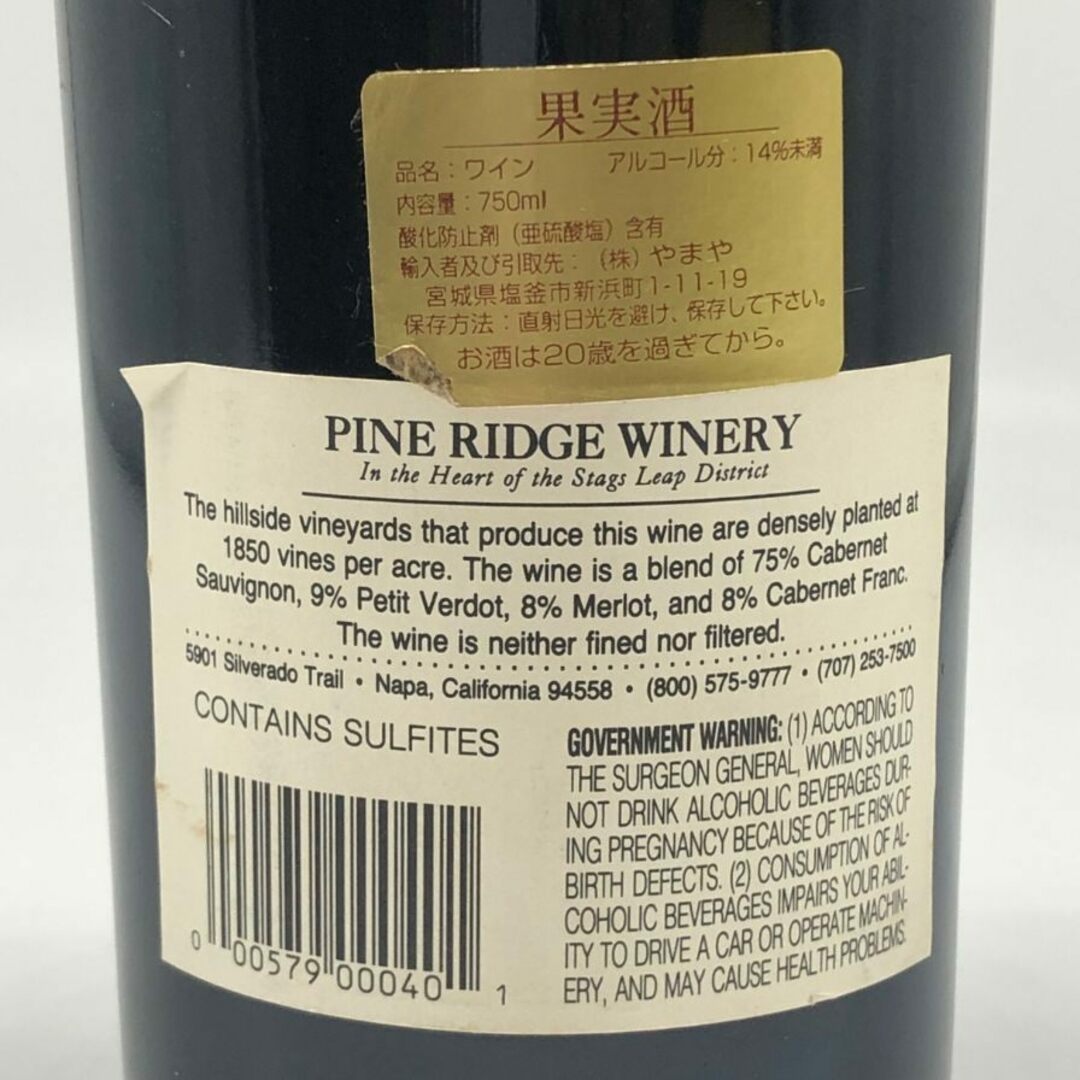 果実酒
品名：ワイン　アルコール分：14%未満
内容量：750ml
酸化防止剤（亜硫酸塩）含有
輸入者及び引取先：（株）やまや
宮城県塩釜市新浜町1-11-19
保存方法：直射日光を避け、保存して下さい。
お酒は20歳を過ぎてから。
PINE RIDGE WINERY
In the Heart of the Stags Leap District
The hillside vineyards that produce this wine are densely planted at
1850 vines per acre. The wine is a blend of 75% Cabernet
Sauvignon, 9% Petit Verdot, 8% Merlot, and 8% Cabernet Franc.
The wine is neither fined nor filtered.
5901 Silverado Trail • Napa, California 94558 • (800) 575-9777 • (707) 253-7500
CONTAINS SULFITES
0 00579 00040 1
GOVERNMENT WARNING: (1) ACCORDING TO
THE SURGEON GENERAL, WOMEN SHOULD
NOT DRINK ALCOHOLIC BEVERAGES DUR-
ING PREGNANCY BECAUSE OF THE RISK OF
BIRTH DEFECTS. (2) CONSUMPTION OF AL-
COHOLIC BEVERAGES IMPAIRS YOUR ABIL-
ITY TO DRIVE A CAR OR OPERATE MACHIN-
ERY, AND MAY CAUSE HEALTH PROBLEMS.